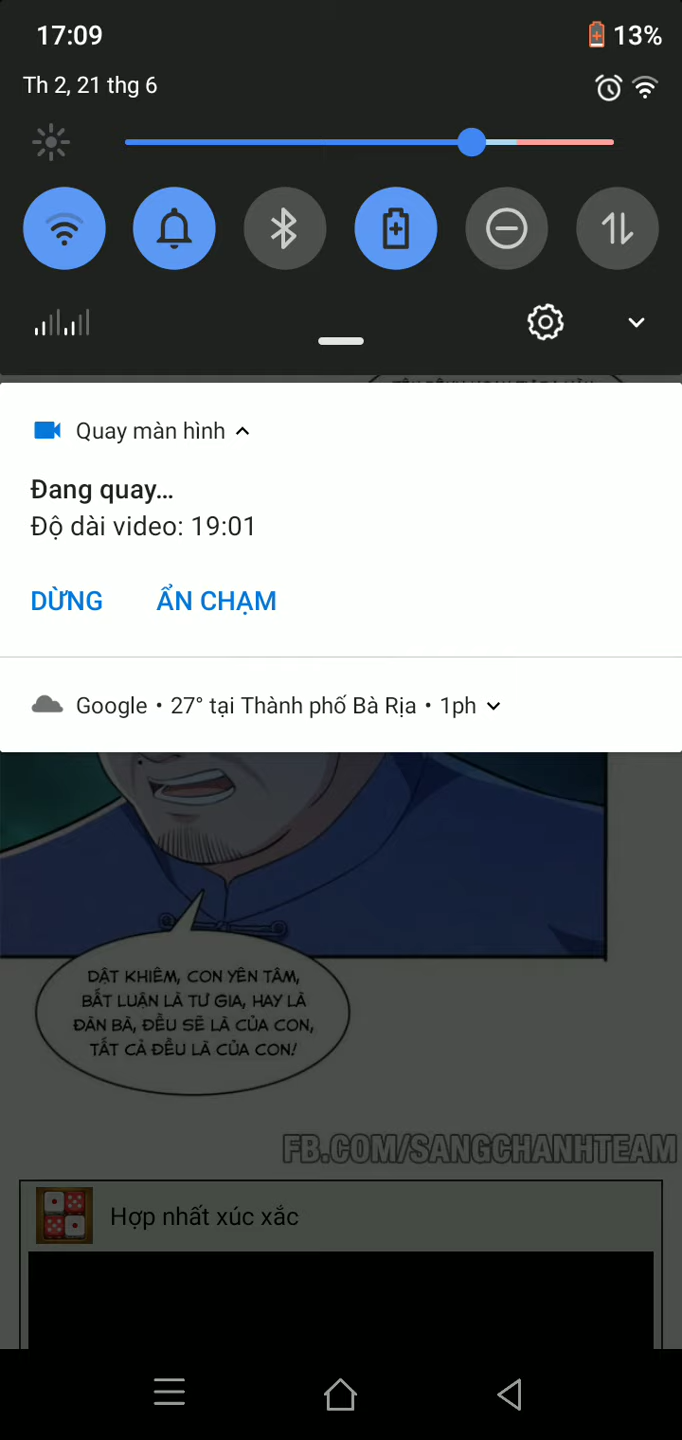 17:09
13%
Th 2, 21 thg 6
Quay màn hình
Đang quay...
Độ dài video: 19:01
DỪNG
ẨN CHẠM
Google • 27° tại Thành phố Bà Rịa • 1ph
DẬT KHIÊM, CON YÊN TÂM,
BẤT LUẬN LÀ TƯ GIA, HAY LÀ
ĐÀN BÀ, ĐỀU SẼ LÀ CỦA CON,
TẤT CẢ ĐỀU LÀ CỦA CON!
FB.COM/SANGCHANHTEAM
Hợp nhất xúc xắc